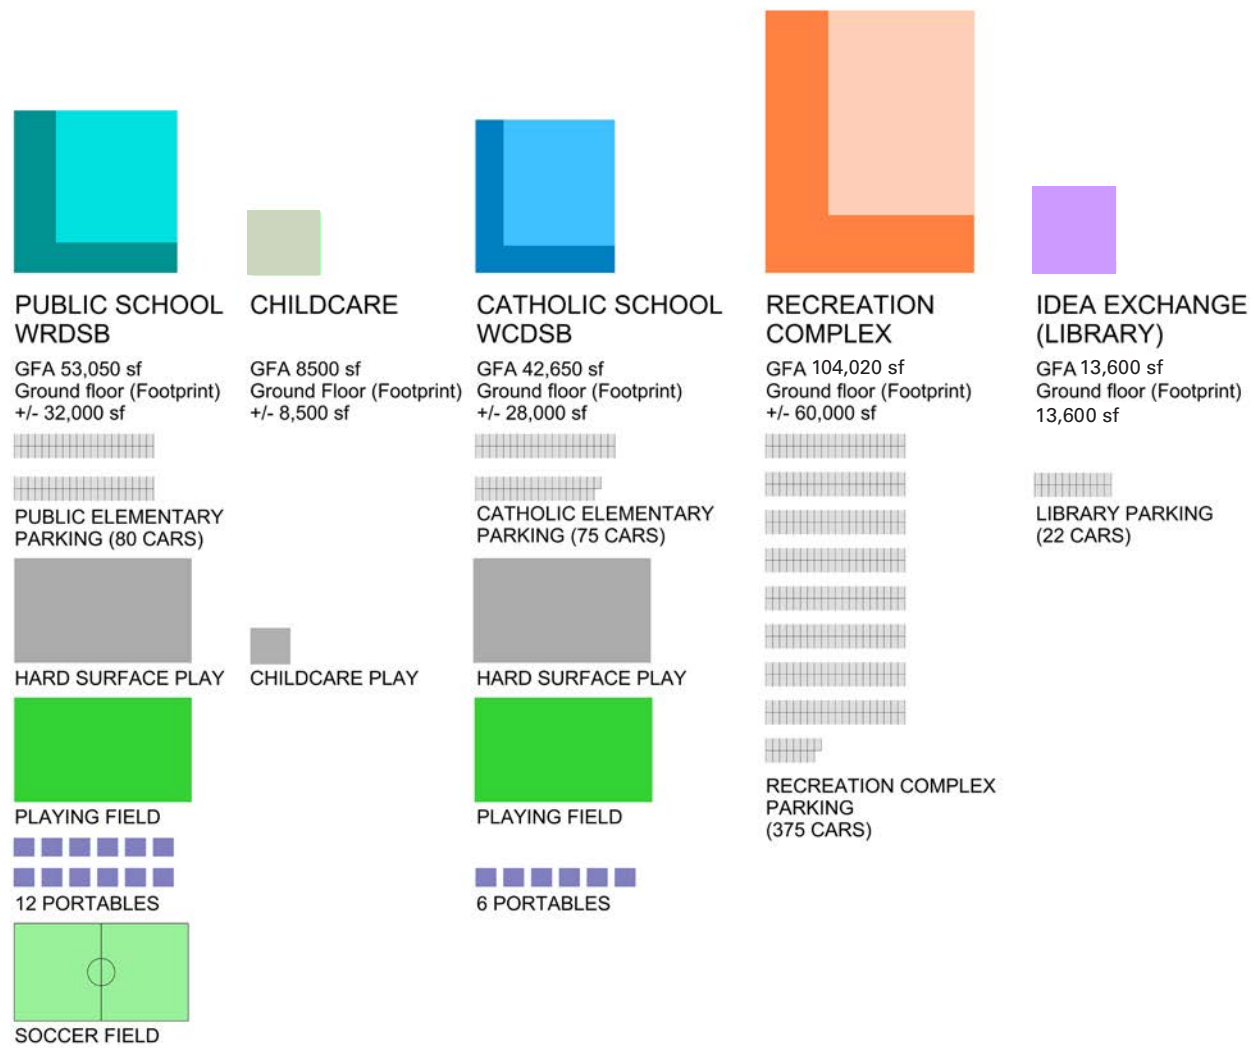 PUBLIC SCHOOL
WRDSB
GFA 53,050 sf
Ground floor (Footprint)
+/- 32,000 sf
PUBLIC ELEMENTARY
PARKING (80 CARS)
HARD SURFACE PLAY
PLAYING FIELD
12 PORTABLES
SOCCER FIELD
CHILDCARE
GFA 8500 sf
Ground Floor (Footprint)
+/- 8,500 sf
CHILDCARE PLAY
CATHOLIC SCHOOL
WCDSB
GFA 42,650 sf
Ground floor (Footprint)
+/- 28,000 sf
CATHOLIC ELEMENTARY
PARKING (75 CARS)
HARD SURFACE PLAY
PLAYING FIELD
6 PORTABLES
RECREATION
COMPLEX
GFA 104,020 sf
Ground floor (Footprint)
+/- 60,000 sf
RECREATION COMPLEX
PARKING
(375 CARS)
IDEA EXCHANGE
(LIBRARY)
GFA 13,600 sf
Ground floor (Footprint)
13,600 sf
LIBRARY PARKING
(22 CARS)